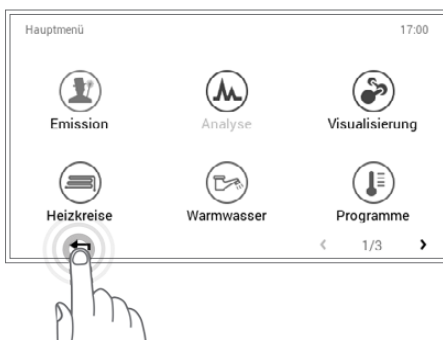 Hauptmenü 17:00
Emission Analyse Visualisierung
Heizkreise Warmwasser Programme
1/3